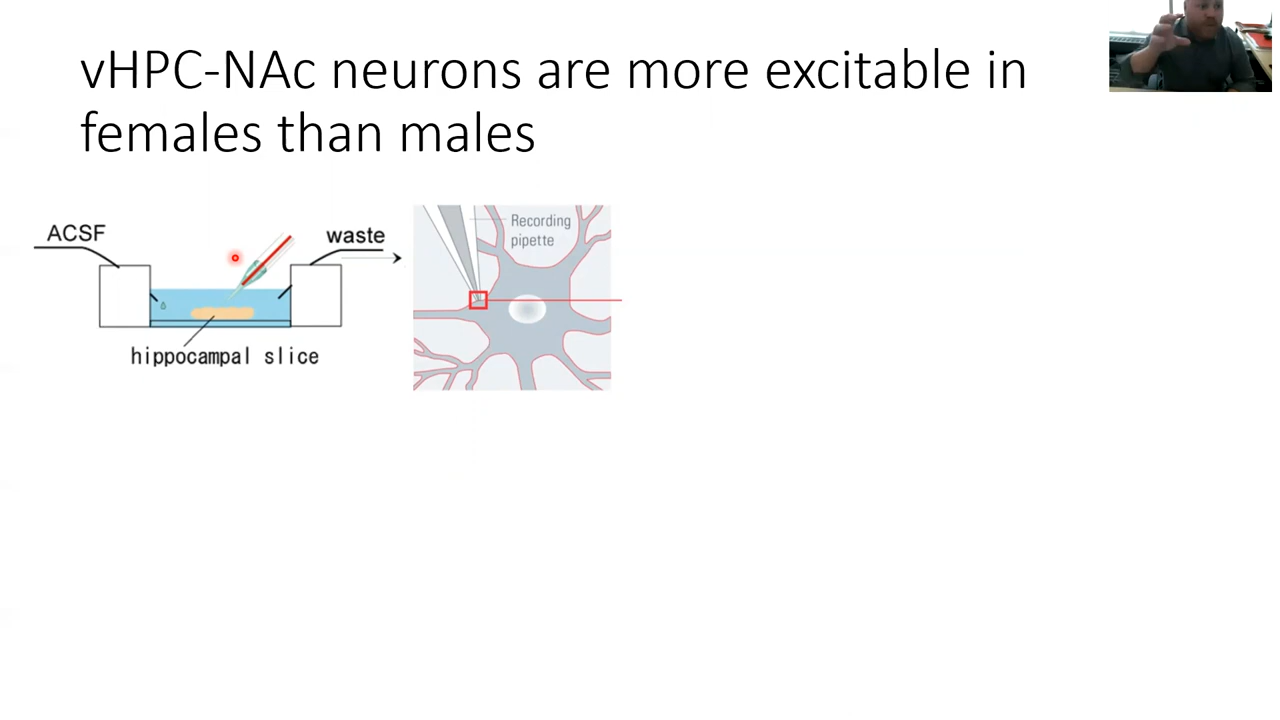 vHPC-NAc neurons are more excitable in
females than males
ACSF
waste
hippocampal slice
Recording
pipette